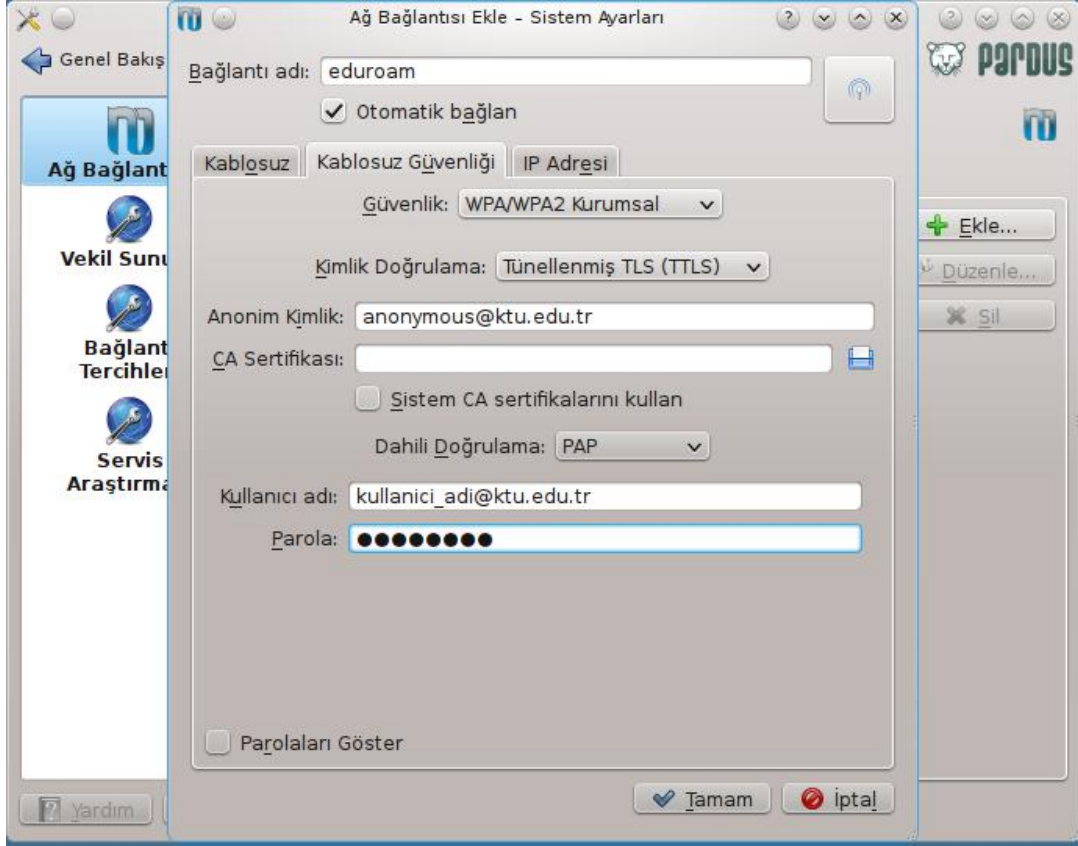 Ağ Bağlantısı Ekle – Sistem Ayarları
Genel Bakış
PARDUS
Bağlantı adı: eduroam
Otomatik bağlan
Ağ Bağlant
Kablosuz Kablosuz Güvenliği IP Adresi
Güvenlik: WPA/WPA2 Kurumsal
Ekle...
Vekil Sunu
Kimlik Doğrulama: Tünellenmiş TLS (TTLS)
Düzenle...
Anonim Kimlik: anonymous@ktu.edu.tr
Sil
Bağlant
Tercihle
CA Sertifikası:
Sistem CA sertifikalarını kullan
Dahili Doğrulama: PAP
Servis
Araştırma
Kullanıcı adı: kullanici_adi@ktu.edu.tr
Parola: ●●●●●●●●
Parolaları Göster
Yardım
Tamam İptal